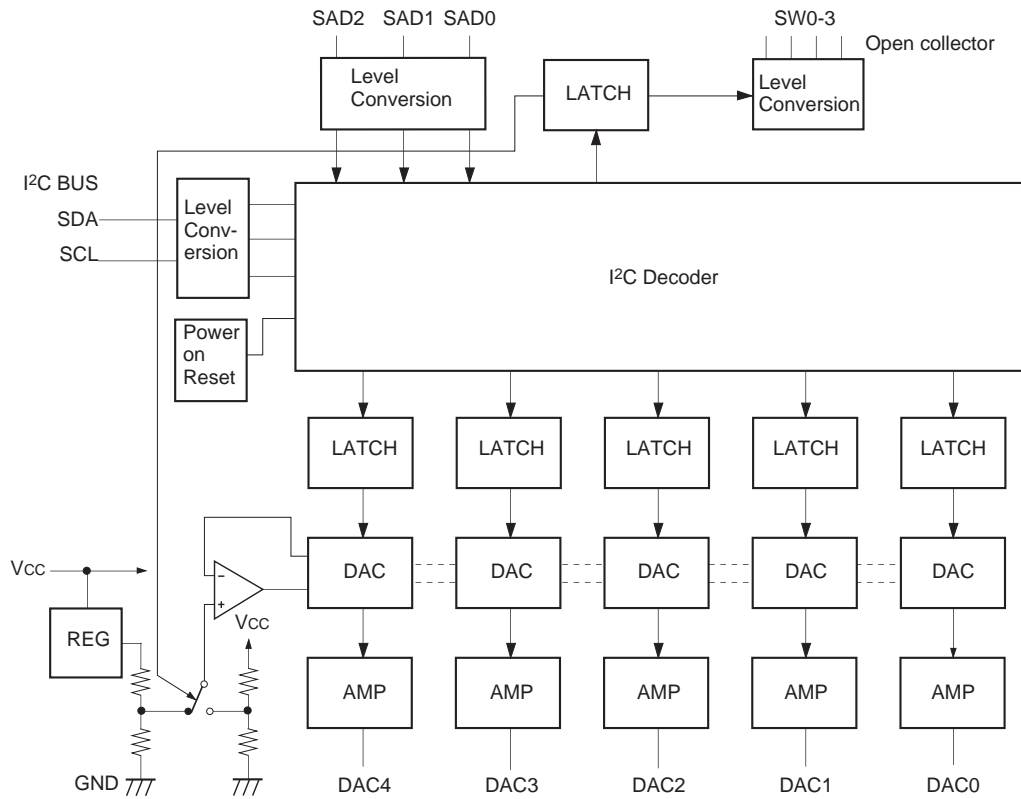 SAD2 SAD1 SAD0
SW0-3
Open collector
Level
Conversion
LATCH
Level
Conversion
I²C BUS
SDA
SCL
Level
Conv-
ersion
I²C Decoder
Power
on
Reset
LATCH LATCH LATCH LATCH LATCH
DAC DAC DAC DAC DAC
−
+
VCC
VCC
REG
AMP AMP AMP AMP AMP
GND
DAC4 DAC3 DAC2 DAC1 DAC0